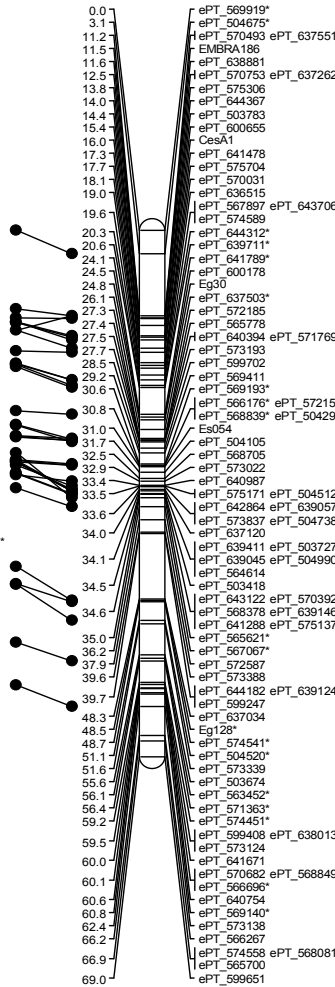 0.0 ePT_569919*
3.1 ePT_504675*
11.2 ePT_570493 ePT_637551
11.5 EMBRA186
11.6 ePT_638881
12.5 ePT_570753 ePT_637262
13.8 ePT_575306
14.0 ePT_644367
14.4 ePT_503783
15.4 ePT_600655
16.0 CesA1
17.3 ePT_641478
17.7 ePT_575704
18.1 ePT_570031
19.0 ePT_636515
ePT_567897 ePT_643706
19.6
ePT_574589
20.3 ePT_644312*
20.6 ePT_639711*
24.1 ePT_641789*
24.5 ePT_600178
24.8 Eg30
26.1 ePT_637503*
27.3 ePT_572185
27.4 ePT_565778
27.5 ePT_640394 ePT_571769
27.7 ePT_573193
28.5 ePT_599702
29.2 ePT_569411
30.6 ePT_569193*
ePT_566176* ePT_57215
30.8
ePT_568839* ePT_50429
31.0 Es054
31.7 ePT_504105
32.5 ePT_568705
32.9 ePT_573022
33.4 ePT_640987
33.5 ePT_575171 ePT_504512
ePT_642864 ePT_639057
33.6
ePT_573837 ePT_504738
34.0 ePT_637120
*
ePT_639411 ePT_503727
34.1 ePT_639045 ePT_504990
ePT_564614
34.5 ePT_503418
ePT_643122 ePT_570392
34.6 ePT_568378 ePT_639146
ePT_641288 ePT_575137
35.0 ePT_565621*
36.2 ePT_567067*
37.9 ePT_572587
39.6 ePT_573388
ePT_644182 ePT_639124
39.7
ePT_599247
48.3 ePT_637034
48.5 Eg128*
48.7 ePT_574541*
51.1 ePT_504520*
51.6 ePT_573339
55.6 ePT_503674
56.1 ePT_563452*
56.4 ePT_571363*
59.2 ePT_574451*
ePT_599408 ePT_638013
59.5
ePT_573124
60.0 ePT_641671
ePT_570682 ePT_568849
60.1
ePT_566696*
60.6 ePT_640754
60.8 ePT_569140*
62.4 ePT_573138
66.2 ePT_566267
ePT_574558 ePT_568081
66.9
ePT_565700
69.0 ePT_599651